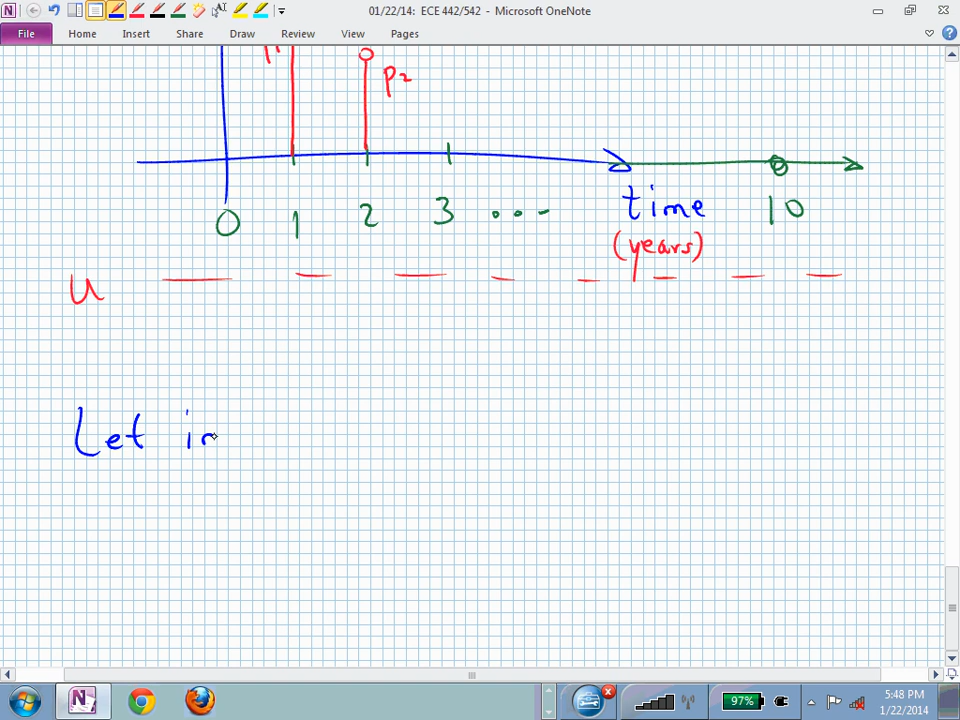 01/22/14: ECE 442/542 - Microsoft OneNote
File Home Insert Share Draw Review View Pages
P2
0 1 2 3 ... time 10
(years)
u
Let in
97% 5:48 PM
1/22/2014